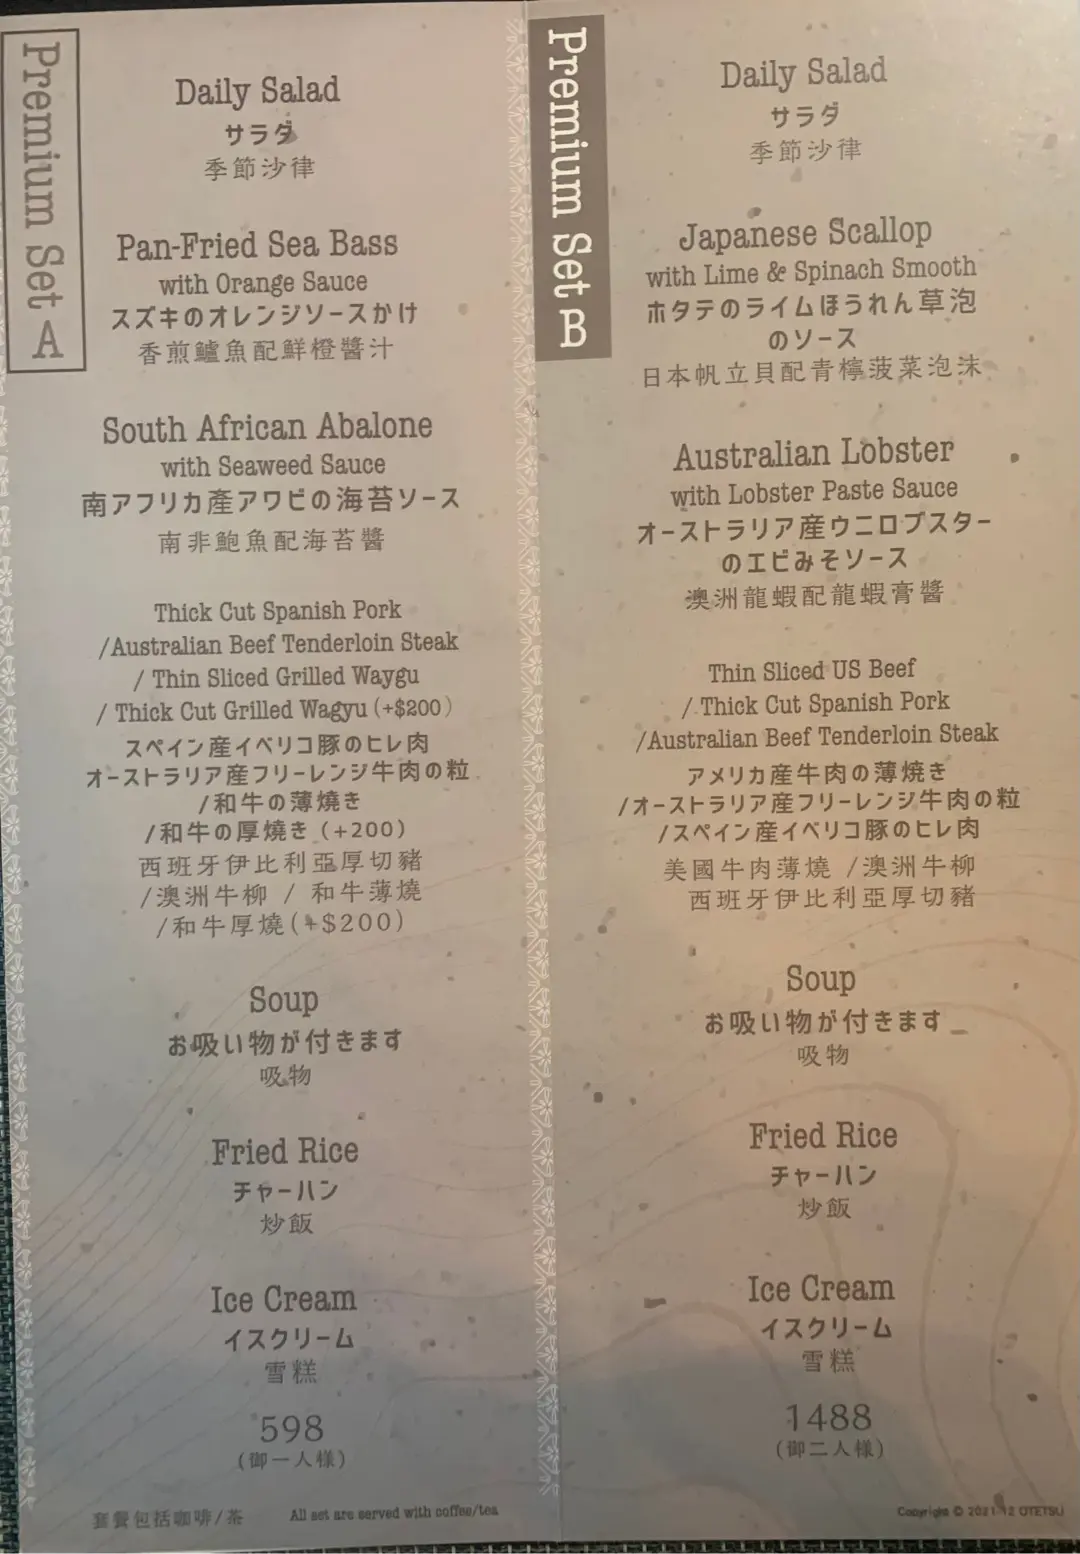 Premium Set A
Daily Salad
サラダ
季節沙律
Pan-Fried Sea Bass
with Orange Sauce
スズキのオレンジソースかけ
香煎鱸魚配鮮橙醬汁
South African Abalone
with Seaweed Sauce
南アフリカ產アワビの海苔ソース
南非鮑魚配海苔醬
Thick Cut Spanish Pork
/Australian Beef Tenderloin Steak
/ Thin Sliced Grilled Waygu
/ Thick Cut Grilled Wagyu (+$200)
スペイン産イベリコ豚のヒレ肉
オーストラリア産フリーレンジ牛肉の粒
/和牛の薄燒き
/和牛の厚燒き (+200)
西班牙伊比利亞厚切豬
/澳洲牛柳 / 和牛薄燒
/和牛厚燒(+$200)
Soup
お吸い物が付きます
吸物
Fried Rice
チャーハン
炒飯
Ice Cream
イスクリーム
雪糕
598
(御一人様)
套餐包括咖啡/茶
All set are served with coffee/tea
Premium Set B
Daily Salad
サラダ
季節沙律
Japanese Scallop
with Lime & Spinach Smooth
ホタテのライムほうれん草泡
のソース
日本帆立貝配青檸菠菜泡沫
Australian Lobster
with Lobster Paste Sauce
オーストラリア産ウニロブスター
のエビみそソース
澳洲龍蝦配龍蝦膏醬
Thin Sliced US Beef
/ Thick Cut Spanish Pork
/Australian Beef Tenderloin Steak
アメリカ産牛肉の薄焼き
/オーストラリア産フリーレンジ牛肉の粒
/スペイン産イベリコ豚のヒレ肉
美國牛肉薄燒 /澳洲牛柳
西班牙伊比利亞厚切豬
Soup
お吸い物が付きます
吸物
Fried Rice
チャーハン
炒飯
Ice Cream
イスクリーム
雪糕
1488
(御二人様)
Copyright © 2021-12 OTETSU